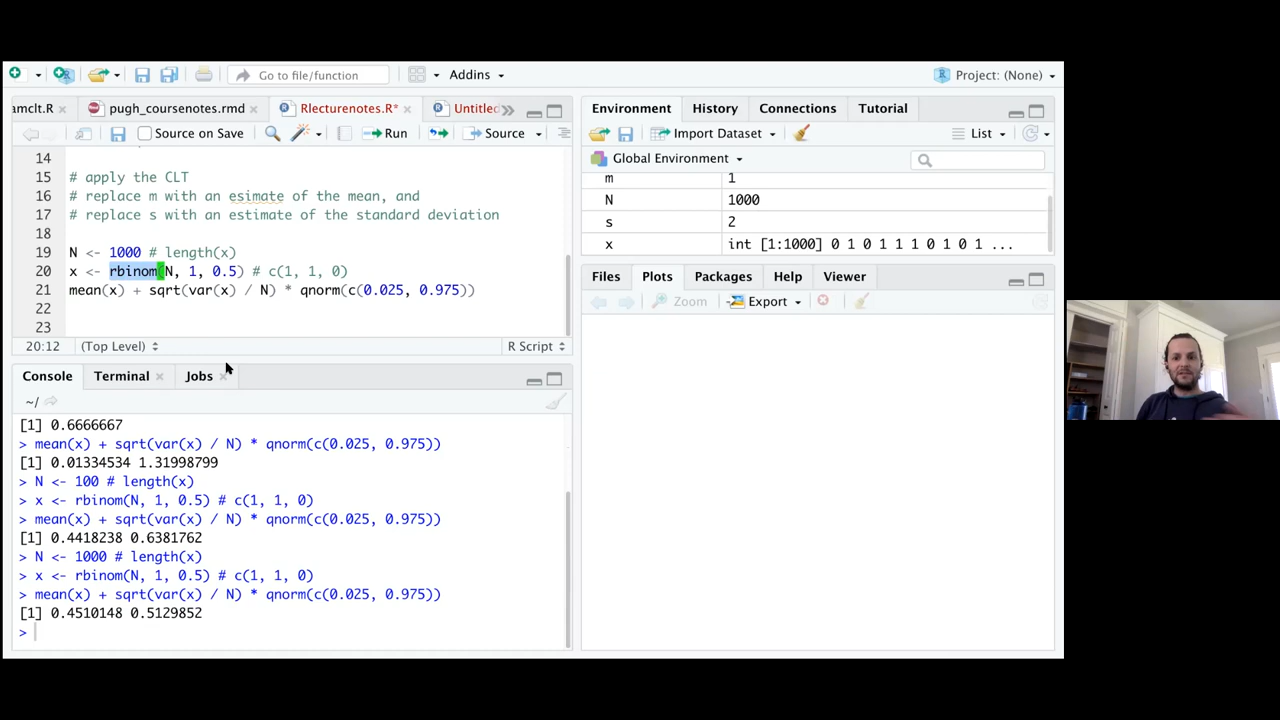 Go to file/function
Addins
Project: (None)
amclt.R
pugh_coursenotes.rmd
Rlecturenotes.R*
Untitled
Source on Save
Run
Source
14
15 # apply the CLT
16 # replace m with an esimate of the mean, and
17 # replace s with an estimate of the standard deviation
18
19 N <- 1000 # length(x)
20 x <- rbinom(N, 1, 0.5) # c(1, 1, 0)
21 mean(x) + sqrt(var(x) / N) * qnorm(c(0.025, 0.975))
22
23
20:12 (Top Level) R Script
Console Terminal Jobs
~/
[1] 0.6666667
> mean(x) + sqrt(var(x) / N) * qnorm(c(0.025, 0.975))
[1] 0.01334534 1.31998799
> N <- 100 # length(x)
> x <- rbinom(N, 1, 0.5) # c(1, 1, 0)
> mean(x) + sqrt(var(x) / N) * qnorm(c(0.025, 0.975))
[1] 0.4418238 0.6381762
> N <- 1000 # length(x)
> x <- rbinom(N, 1, 0.5) # c(1, 1, 0)
> mean(x) + sqrt(var(x) / N) * qnorm(c(0.025, 0.975))
[1] 0.4510148 0.5129852
>
Environment History Connections Tutorial
Import Dataset
List
Global Environment
m 1
N 1000
s 2
x int [1:1000] 0 1 0 1 1 1 0 1 0 1 ...
Files Plots Packages Help Viewer
Zoom Export